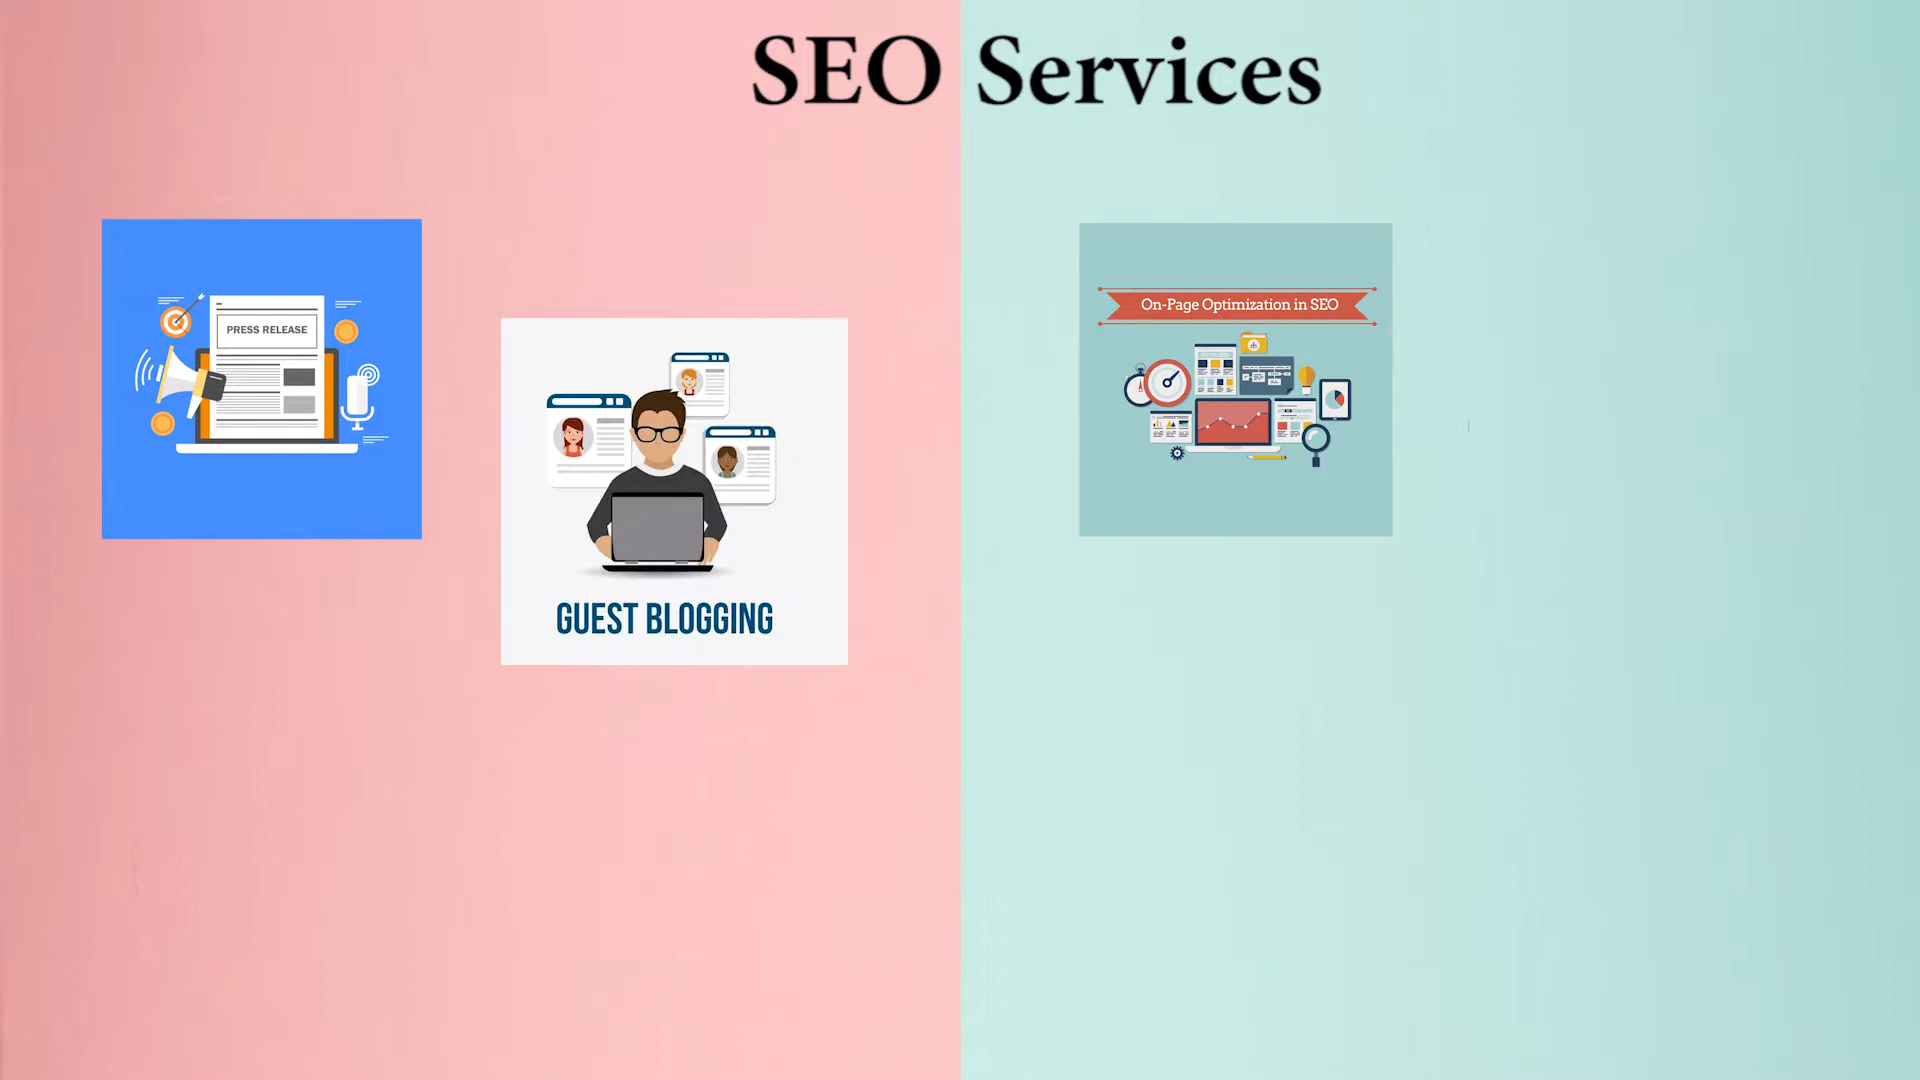 SEO Services
PRESS RELEASE
GUEST BLOGGING
On-Page Optimization in SEO